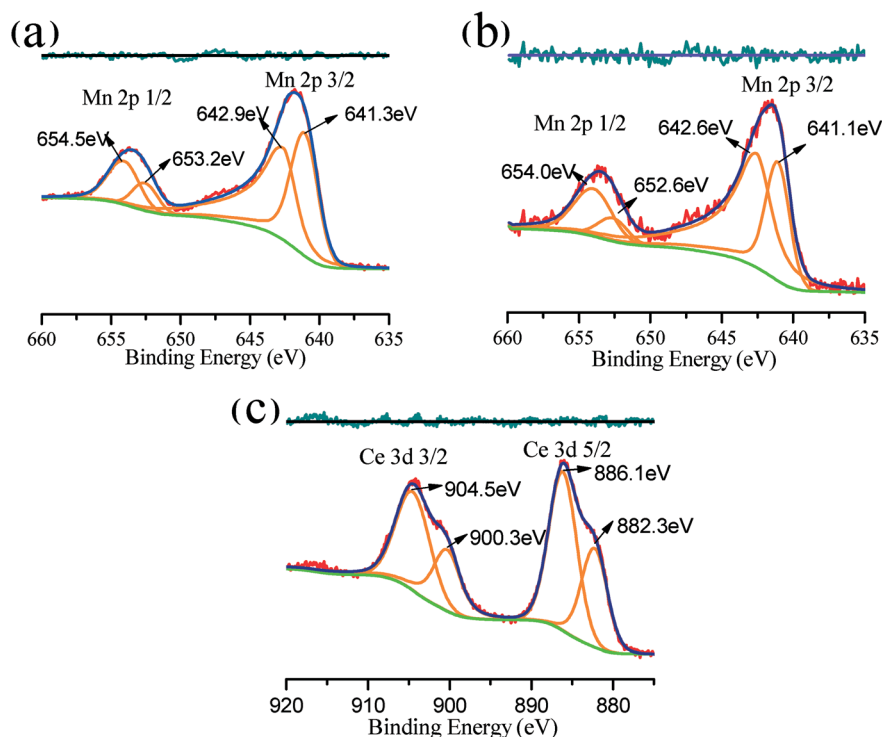 (a)
Mn 2p 1/2
Mn 2p 3/2
654.5eV
653.2eV
642.9eV
641.3eV
660 655 650 645 640 635
Binding Energy (eV)
(b)
Mn 2p 1/2
Mn 2p 3/2
654.0eV
652.6eV
642.6eV
641.1eV
660 655 650 645 640 635
Binding Energy (eV)
(c)
Ce 3d 3/2
Ce 3d 5/2
904.5eV
900.3eV
886.1eV
882.3eV
920 910 900 890 880
Binding Energy (eV)